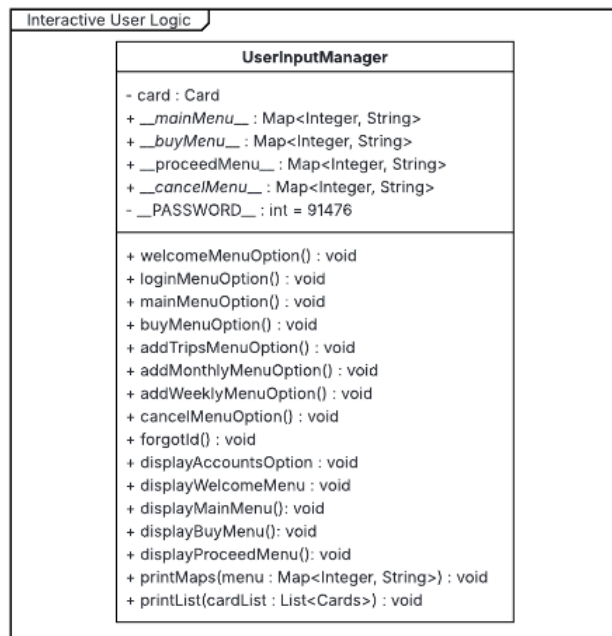 Interactive User Logic
UserInputManager
- card : Card
+ __mainMenu__ : Map<Integer, String>
+ __buyMenu__ : Map<Integer, String>
+ __proceedMenu__ : Map<Integer, String>
+ __cancelMenu__ : Map<Integer, String>
- __PASSWORD__ : int = 91476
+ welcomeMenuOption() : void
+ loginMenuOption() : void
+ mainMenuOption() : void
+ buyMenuOption() : void
+ addTripsMenuOption() : void
+ addMonthlyMenuOption() : void
+ addWeeklyMenuOption() : void
+ cancelMenuOption() : void
+ forgotId() : void
+ displayAccountsOption : void
+ displayWelcomeMenu : void
+ displayMainMenu(): void
+ displayBuyMenu(): void
+ displayProceedMenu(): void
+ printMaps(menu : Map<Integer, String>) : void
+ printList(cardList : List<Cards>) : void